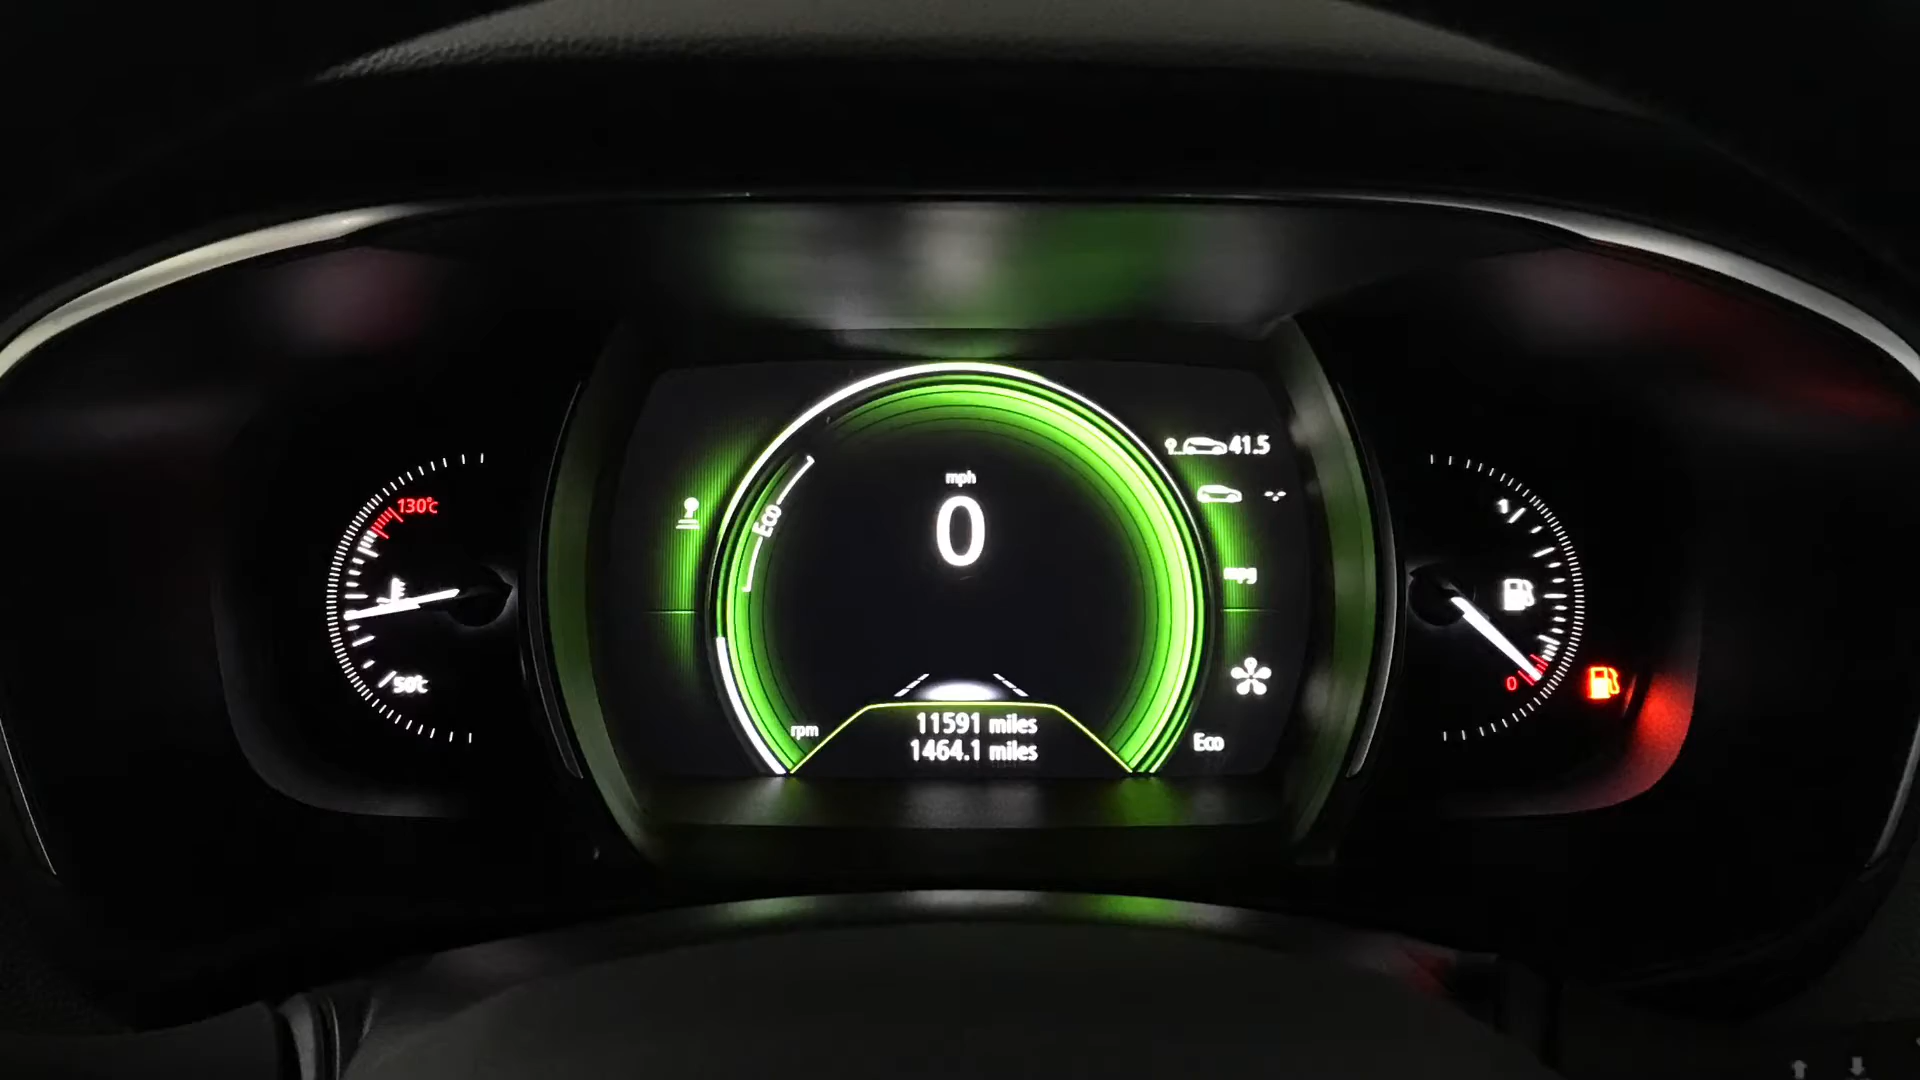 130°c
50°c
Eco
rpm
mph
0
11591 miles
1464.1 miles
41.5
-.-
mpg
Eco
0